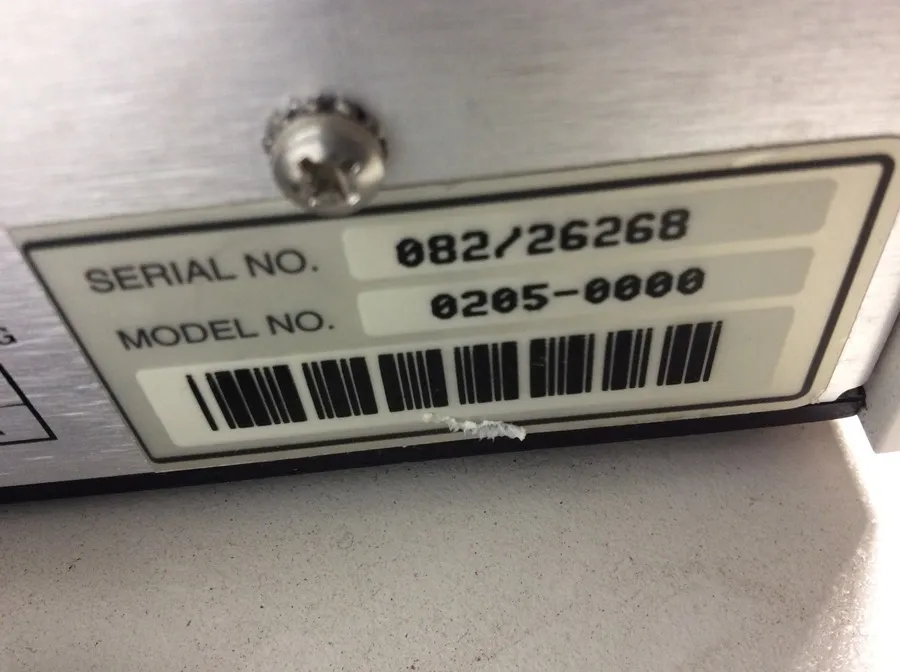 SERIAL NO. 082/26268
MODEL NO. 0205-0000
G